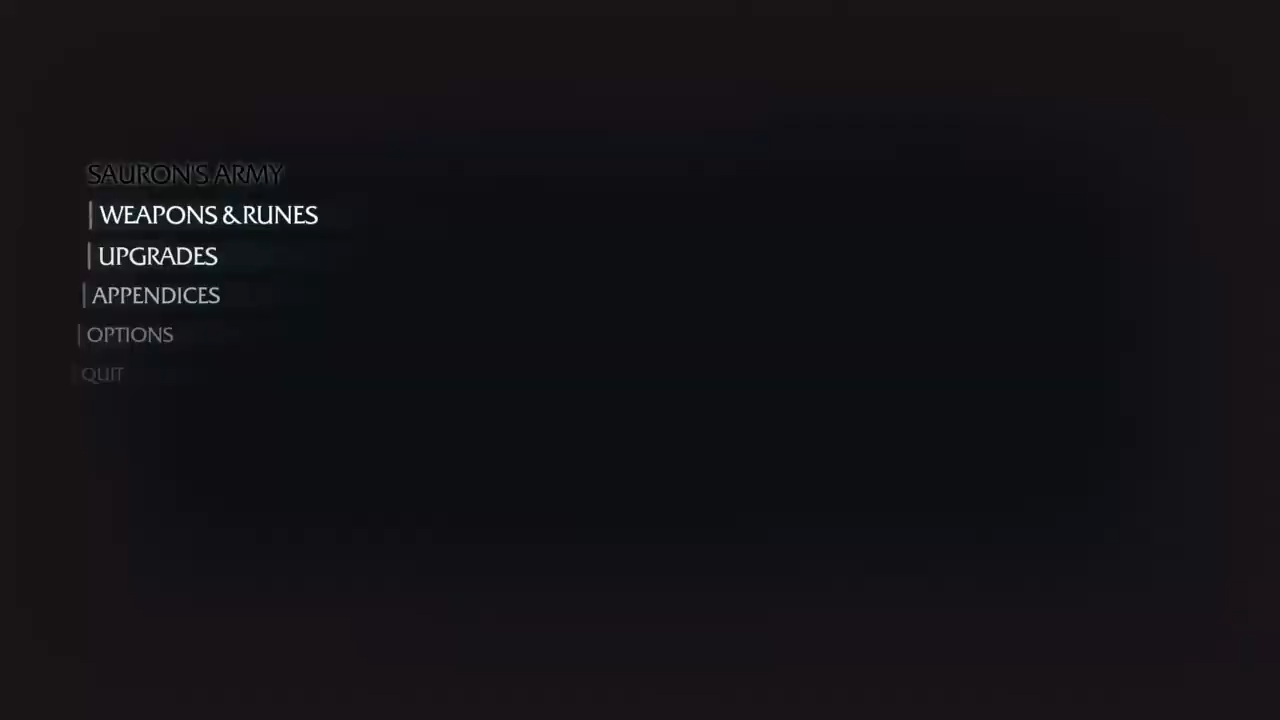 SAURON'S ARMY
WEAPONS & RUNES
UPGRADES
APPENDICES
OPTIONS
QUIT